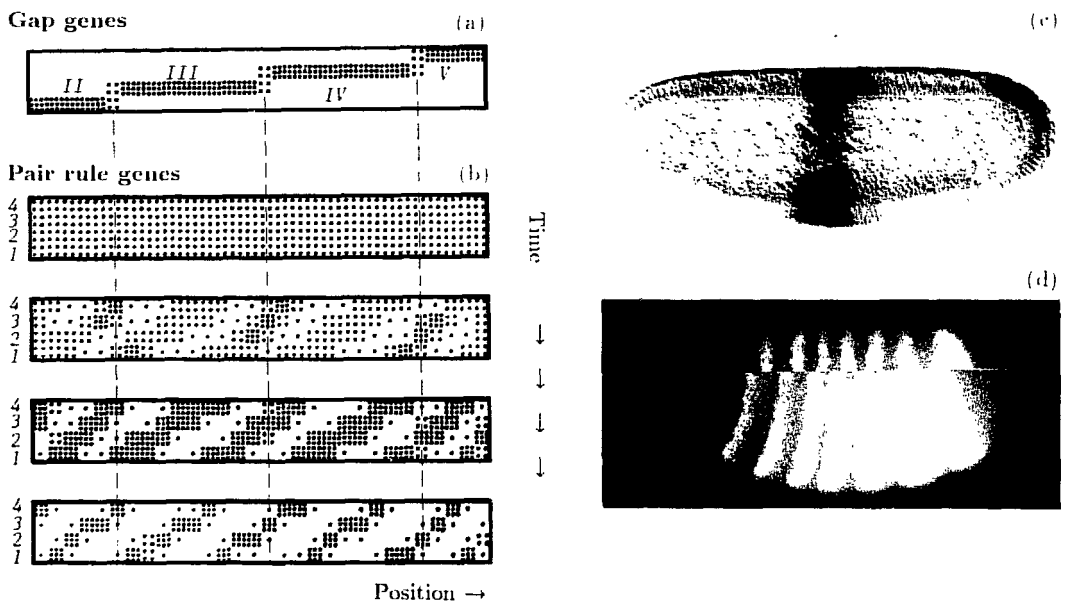 Gap genes
(a)
II
III
IV
V
Pair rule genes
(b)
4
3
2
1
4
3
2
1
4
3
2
1
4
3
2
1
Position →
Time
↓
↓
↓
↓
(c)
(d)